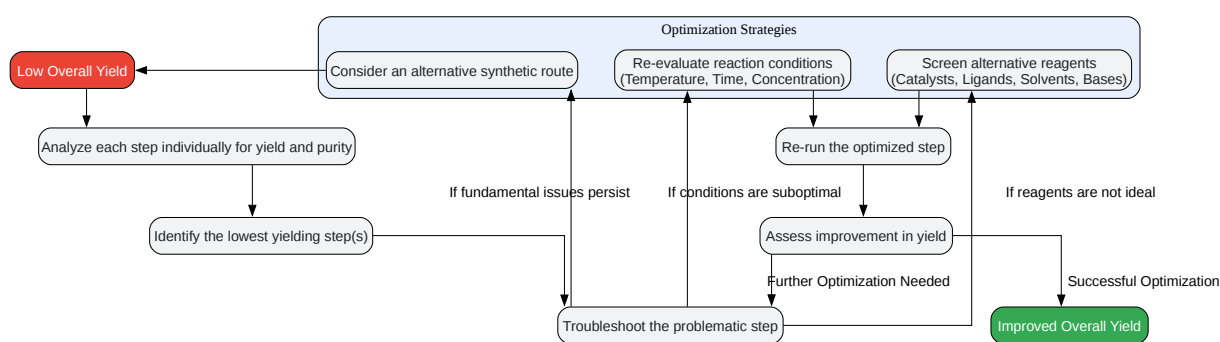 Optimization Strategies
Low Overall Yield
Consider an alternative synthetic route
Re-evaluate reaction conditions
(Temperature, Time, Concentration)
Screen alternative reagents
(Catalysts, Ligands, Solvents, Bases)
Analyze each step individually for yield and purity
Re-run the optimized step
If fundamental issues persist
If conditions are suboptimal
If reagents are not ideal
Identify the lowest yielding step(s)
Assess improvement in yield
Further Optimization Needed
Successful Optimization
Troubleshoot the problematic step
Improved Overall Yield